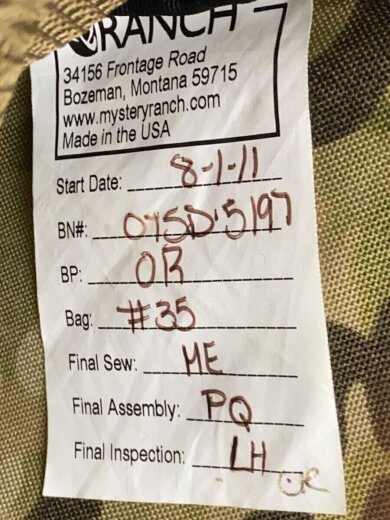 RANCH
34156 Frontage Road
Bozeman, Montana 59715
www.mysteryranch.com
Made in the USA
Start Date: 8-1-11
BN#: 07SD-5197
BP: OR
Bag: #35
Final Sew: ME
Final Assembly: PQ
Final Inspection: LH